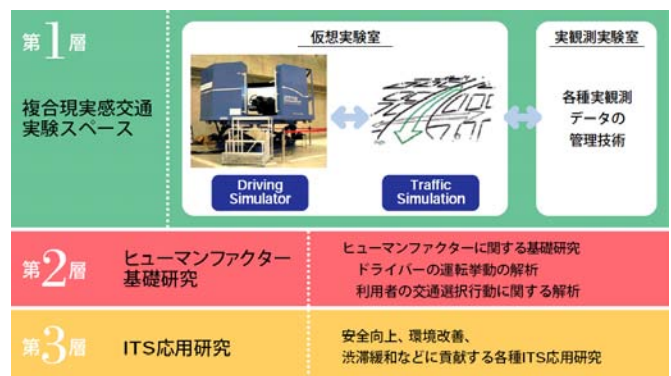 第1層
複合現実感交通
実験スペース
仮想実験室
Driving
Simulator
Traffic
Simulation
実観測実験室
各種実観測
データの
管理技術
第2層
ヒューマンファクター
基礎研究
ヒューマンファクターに関する基礎研究
ドライバーの運転挙動の解析
利用者の交通選択行動に関する解析
第3層
ITS応用研究
安全向上、環境改善、
渋滞緩和などに貢献する各種ITS応用研究